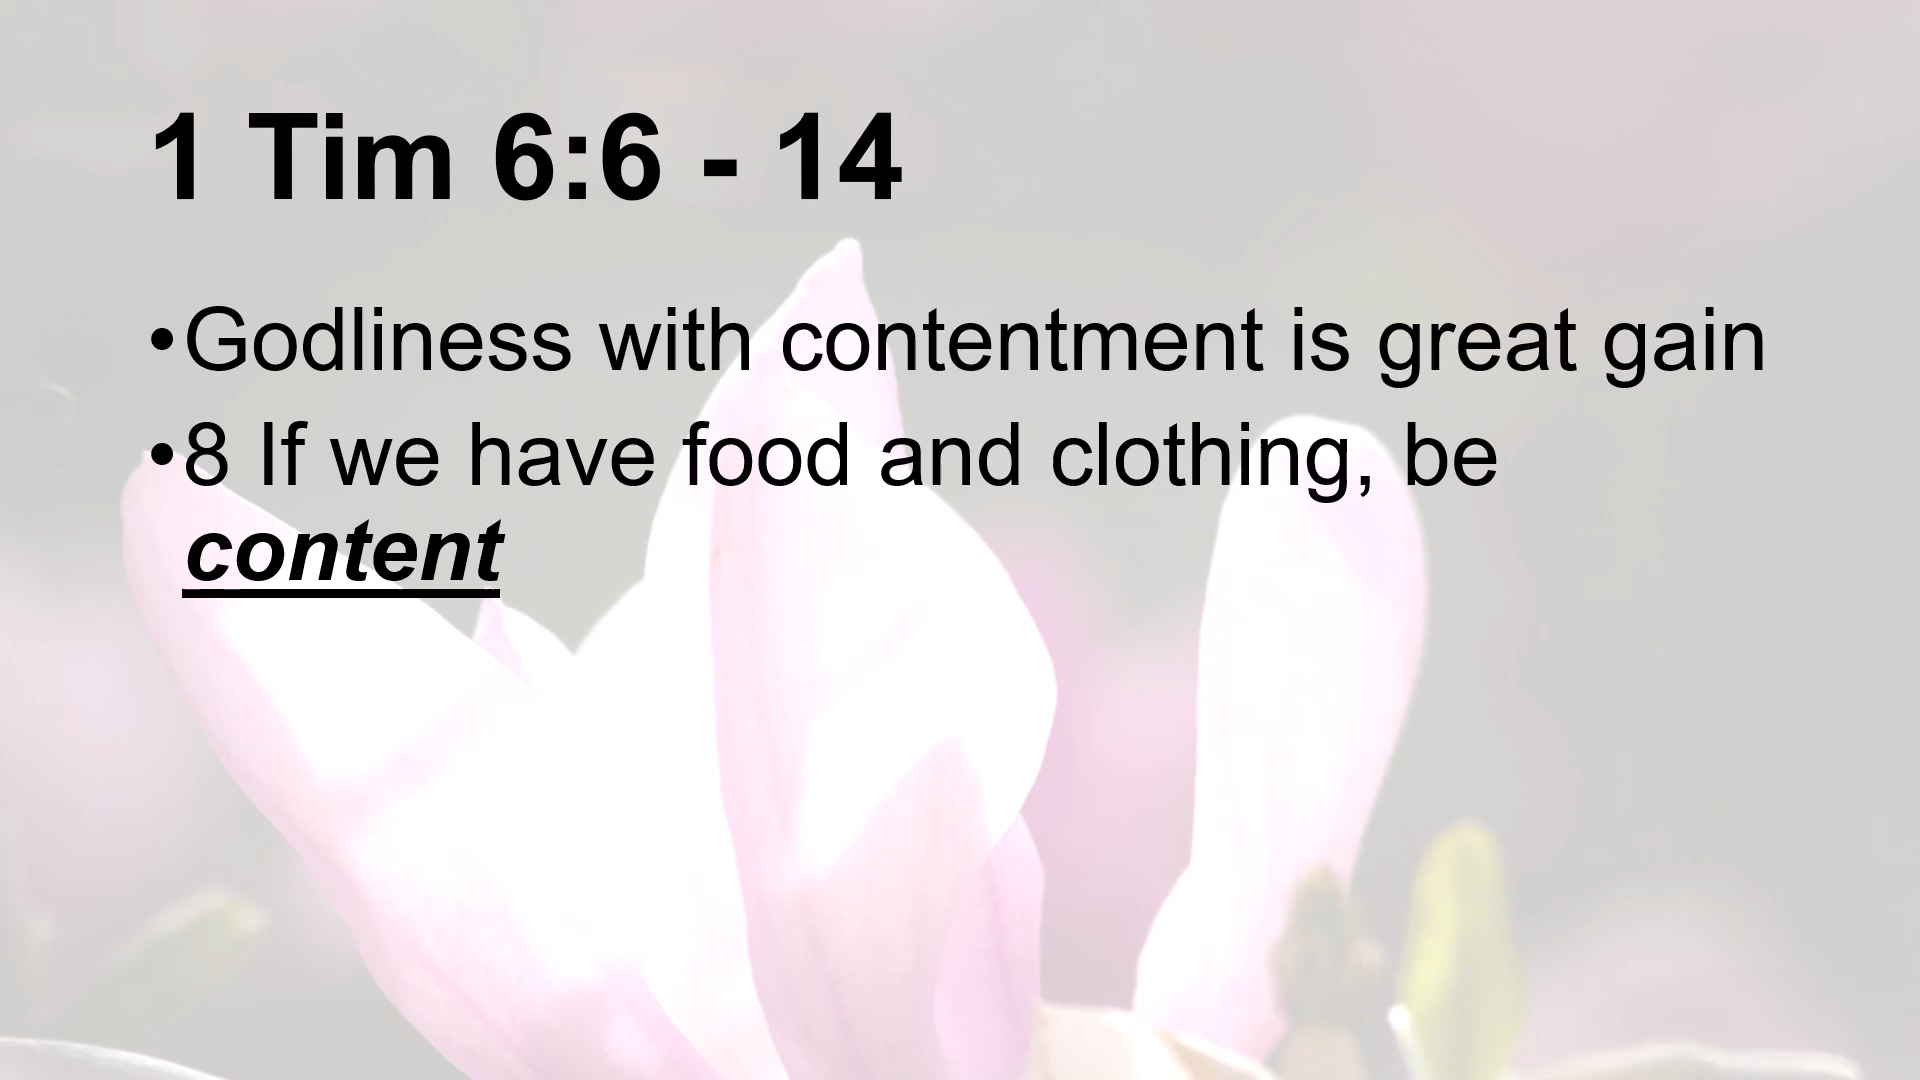 1 Tim 6:6 - 14
•Godliness with contentment is great gain
•8 If we have food and clothing, be
content